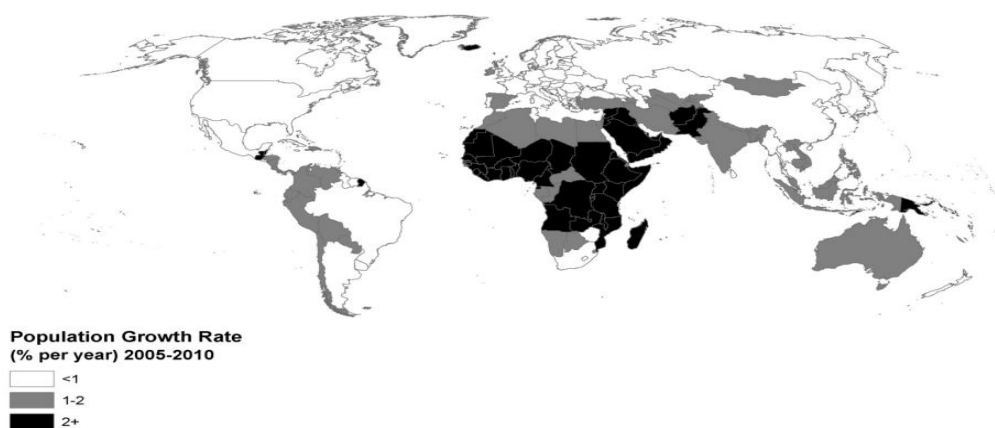 Population Growth Rate
(% per year) 2005-2010
<1
1-2
2+